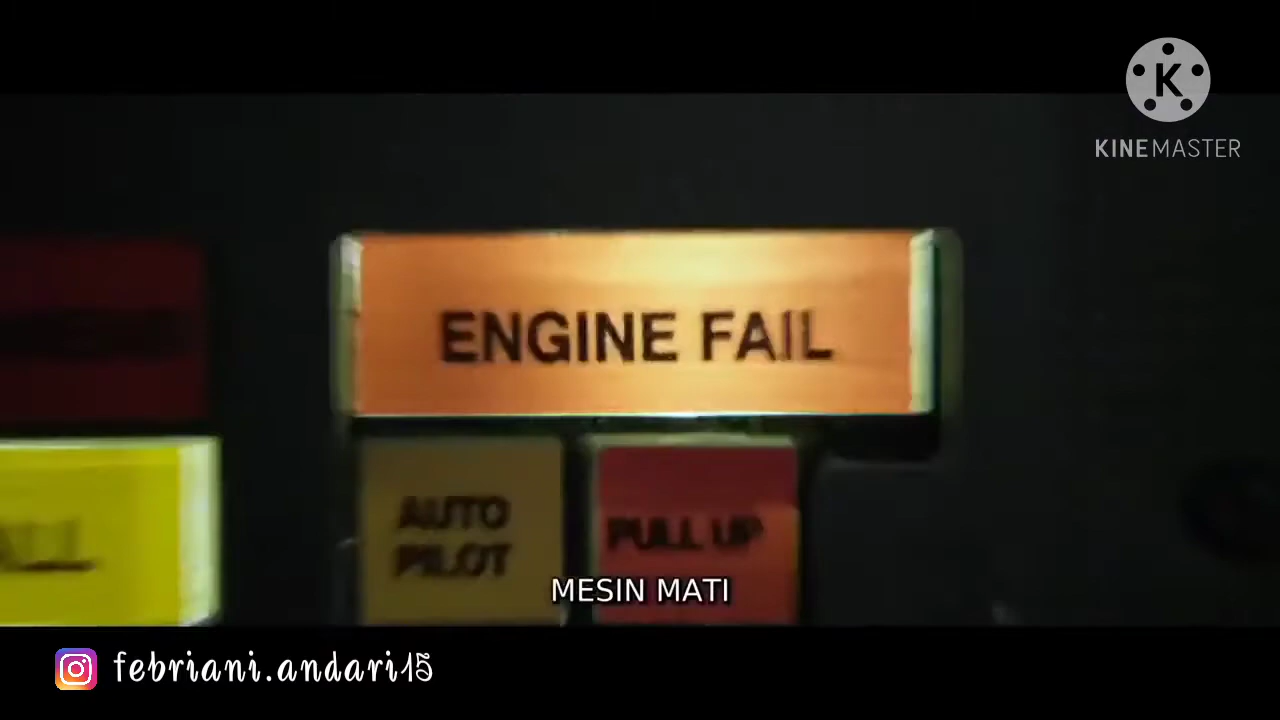 K
KINEMASTER
ENGINE FAIL
AUTO
PILOT
PULL UP
MESIN MATI
febriani.andari15